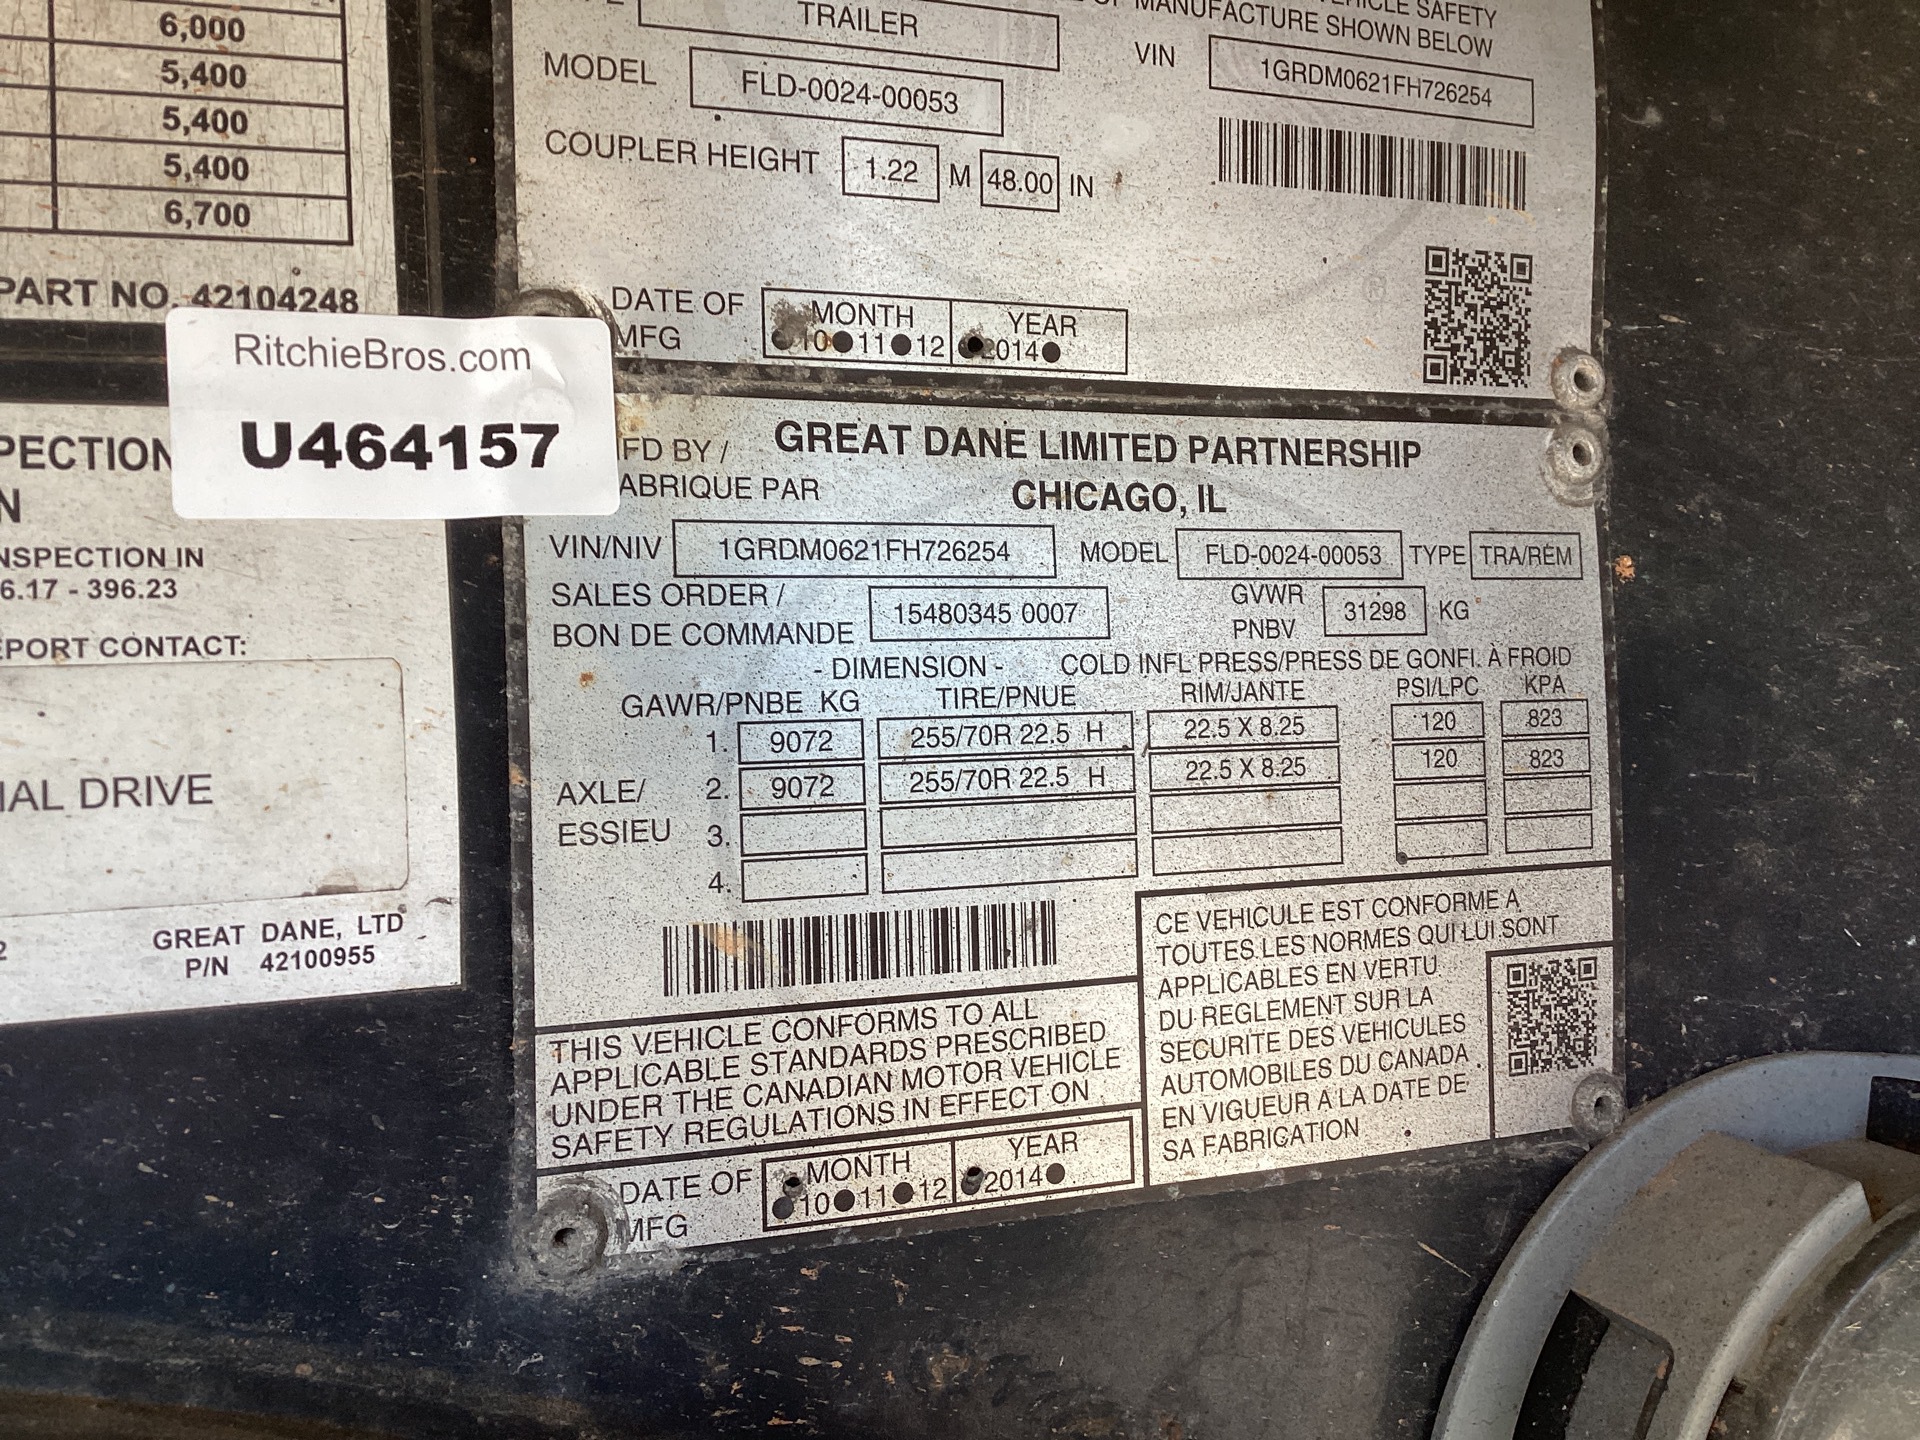 6,000
5,400
5,400
5,400
6,700
PART NO. 42104248
RitchieBros.com
U464157
PECTION
N
NSPECTION IN
6.17 - 396.23
EPORT CONTACT:
IAL DRIVE
2
GREAT DANE, LTD
P/N 42100955
VEHICLE SAFETY
OF MANUFACTURE SHOWN BELOW
TRAILER
MODEL FLD-0024-00053
VIN 1GRDM0621FH726254
COUPLER HEIGHT 1.22 M 48.00 IN
DATE OF MFG
MONTH
10 11 12
YEAR
2014
FD BY /
ABRIQUE PAR
GREAT DANE LIMITED PARTNERSHIP
CHICAGO, IL
VIN/NIV 1GRDM0621FH726254 MODEL FLD-0024-00053 TYPE TRA/REM
SALES ORDER /
BON DE COMMANDE 15480345 0007
GVWR
PNBV 31298 KG
- DIMENSION - COLD INFL PRESS/PRESS DE GONFL. À FROID
GAWR/PNBE KG TIRE/PNUE RIM/JANTE PSI/LPC KPA
1. 9072 255/70R 22.5 H 22.5 X 8.25 120 823
AXLE/ 2. 9072 255/70R 22.5 H 22.5 X 8.25 120 823
ESSIEU 3.
4.
THIS VEHICLE CONFORMS TO ALL
APPLICABLE STANDARDS PRESCRIBED
UNDER THE CANADIAN MOTOR VEHICLE
SAFETY REGULATIONS IN EFFECT ON
DATE OF
MFG
MONTH
10 11 12
YEAR
2014
CE VEHICULE EST CONFORME A
TOUTES LES NORMES QUI LUI SONT
APPLICABLES EN VERTU
DU REGLEMENT SUR LA
SECURITE DES VEHICULES
AUTOMOBILES DU CANADA
EN VIGUEUR A LA DATE DE
SA FABRICATION